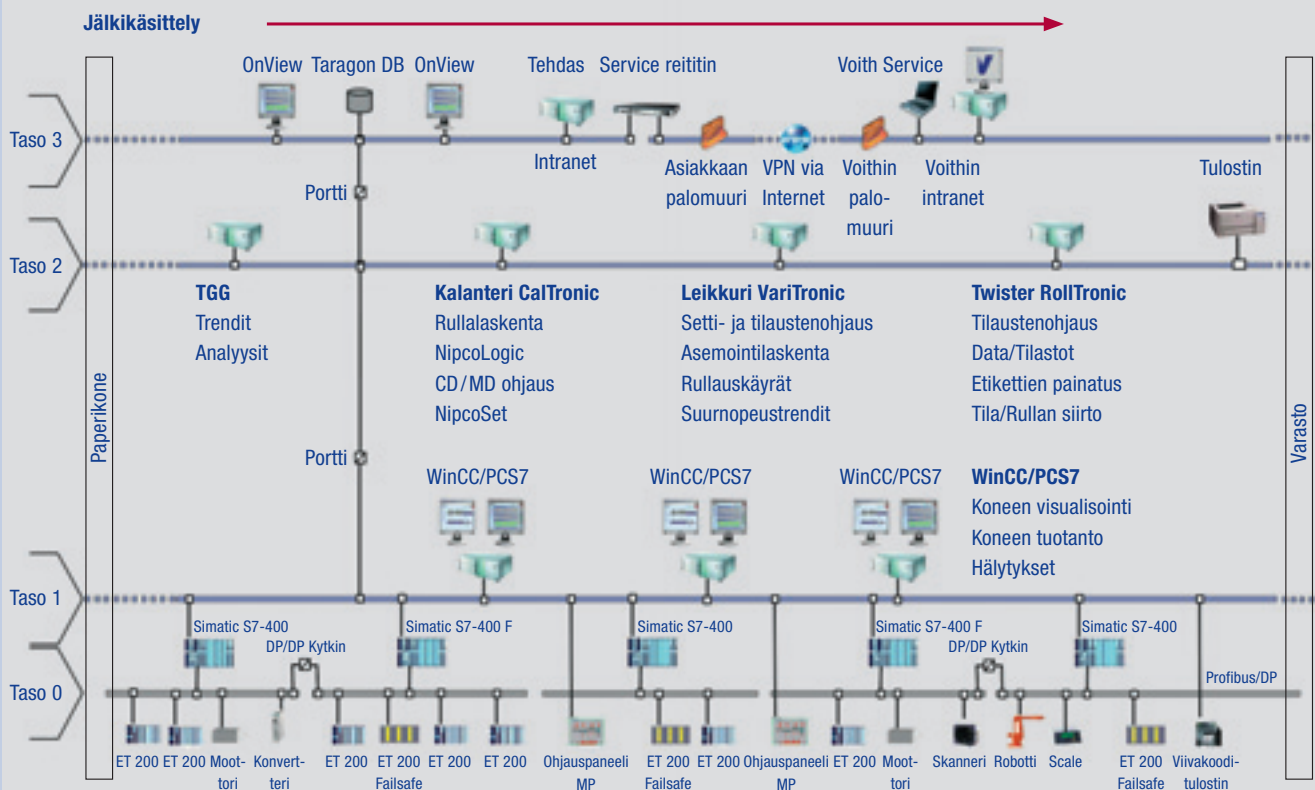 Jälkikäsittely
OnView
Taragon DB
OnView
Tehdas
Service reititin
Voith Service
Taso 3
Intranet
Asiakkaan
palomuuri
VPN via
Internet
Voithin
palo-
muuri
Voithin
intranet
Tulostin
Portti
Taso 2
TGG
Trendit
Analyysit
Kalanteri CalTronic
Rullalaskenta
NipcoLogic
CD/MD ohjaus
NipcoSet
Leikkuri VariTronic
Setti- ja tilaustenohjaus
Asemointilaskenta
Rullauskäyrät
Suurnopeustrendit
Twister RollTronic
Tilaustenohjaus
Data/Tilastot
Etikettien painatus
Tila/Rullan siirto
Paperikone
Varasto
Portti
WinCC/PCS7
WinCC/PCS7
WinCC/PCS7
WinCC/PCS7
Koneen visualisointi
Koneen tuotanto
Hälytykset
Taso 1
Simatic S7-400
DP/DP Kytkin
Simatic S7-400 F
Simatic S7-400
Simatic S7-400 F
DP/DP Kytkin
Simatic S7-400
Taso 0
Profibus/DP
ET 200
ET 200
Moot-
tori
Konvert-
teri
ET 200
ET 200
Failsafe
ET 200
ET 200
Ohjauspaneeli
MP
ET 200
Failsafe
ET 200
Ohjauspaneeli
MP
ET 200
Moot-
tori
Skanneri
Robotti
Scale
ET 200
Failsafe
Viivakoodi-
tulostin